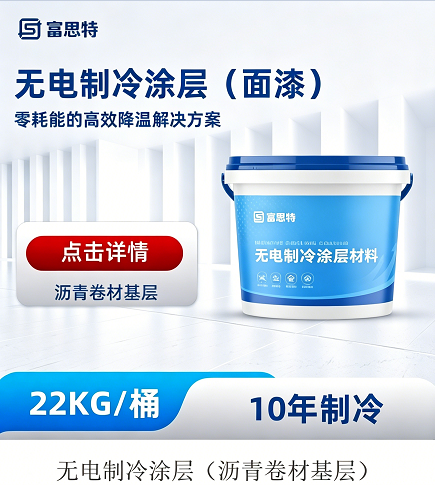 富思特
无电制冷涂层（面漆）
零耗能的高效降温解决方案
富思特
无电制冷涂层材料
点击详情
沥青卷材基层
22KG/桶
10年制冷
无电制冷涂层（沥青卷材基层）